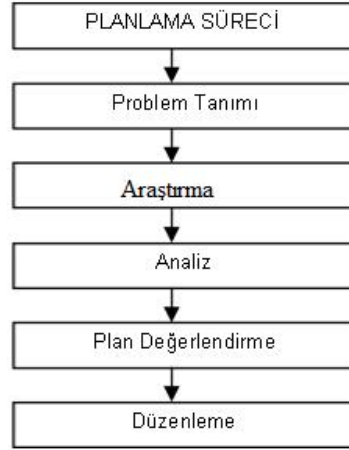 PLANLAMA SÜRECİ
Problem Tanımı
Araştırma
Analiz
Plan Değerlendirme
Düzenleme